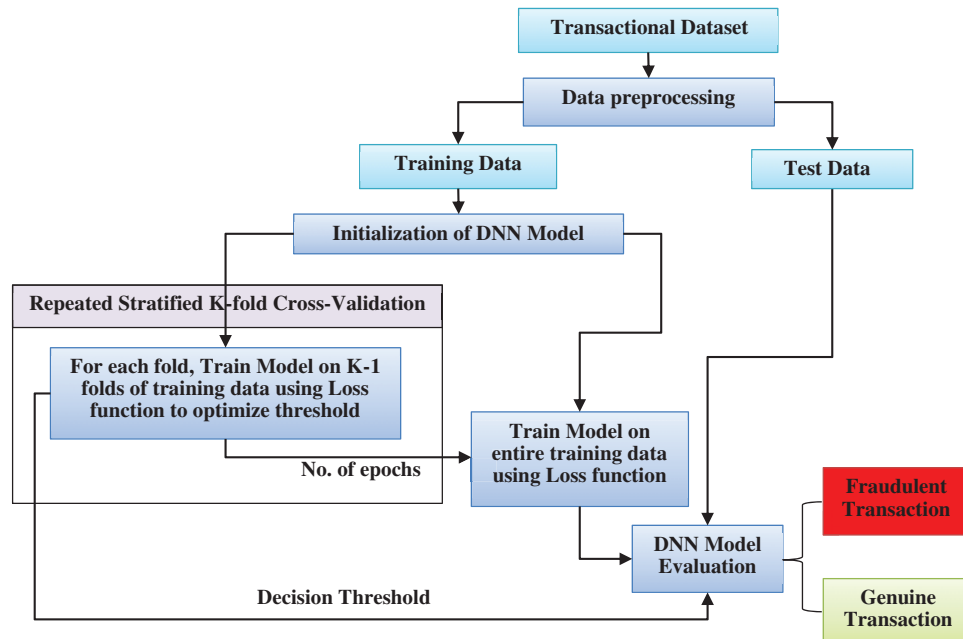 Transactional Dataset
Data preprocessing
Training Data
Test Data
Initialization of DNN Model
Repeated Stratified K-fold Cross-Validation
For each fold, Train Model on K-1
folds of training data using Loss
function to optimize threshold
Train Model on
entire training data
using Loss function
No. of epochs
Fraudulent
Transaction
DNN Model
Evaluation
Decision Threshold
Genuine
Transaction